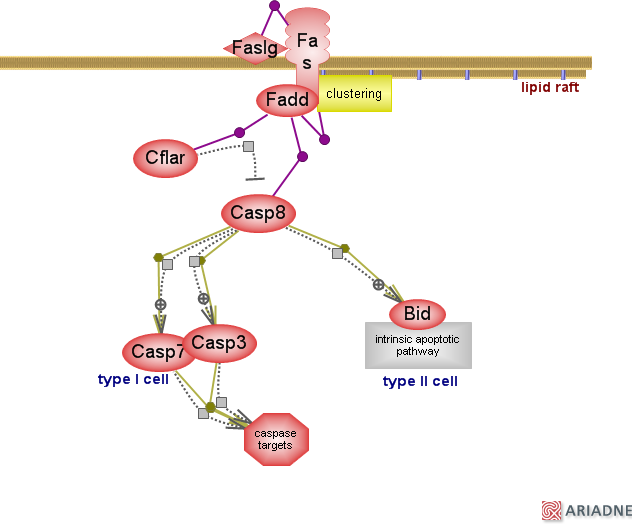 Faslg
Fa
s
lipid raft
Fadd
clustering
Cflar
Casp8
Bid
intrinsic apoptotic
pathway
type II cell
Casp7
Casp3
type I cell
caspase
targets
ARIADNE